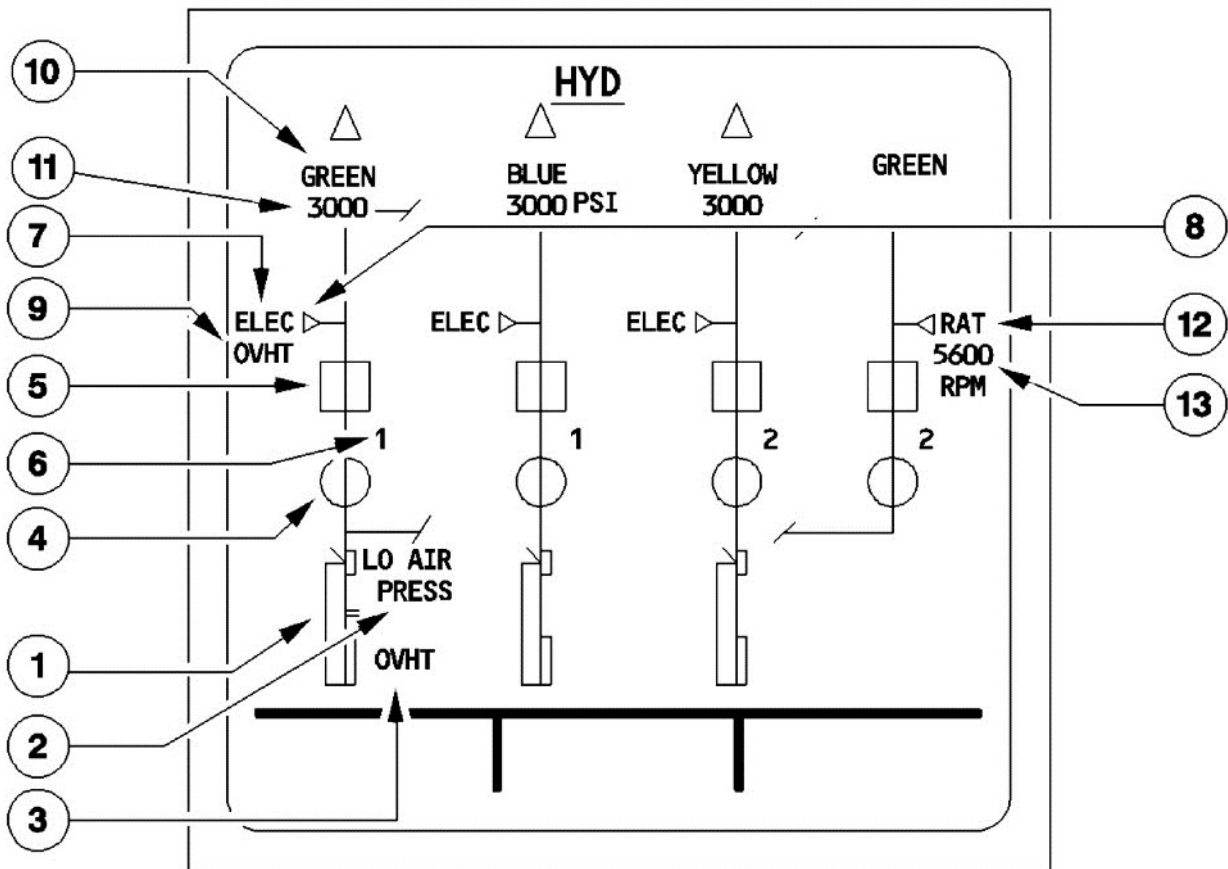 HYD
10
GREEN
BLUE
YELLOW
GREEN
11
3000
3000 PSI
3000
7
8
9
ELEC
ELEC
ELEC
RAT
12
OVHT
5600
5
RPM
13
6
1
1
2
2
4
LO AIR
PRESS
1
OVHT
2
3